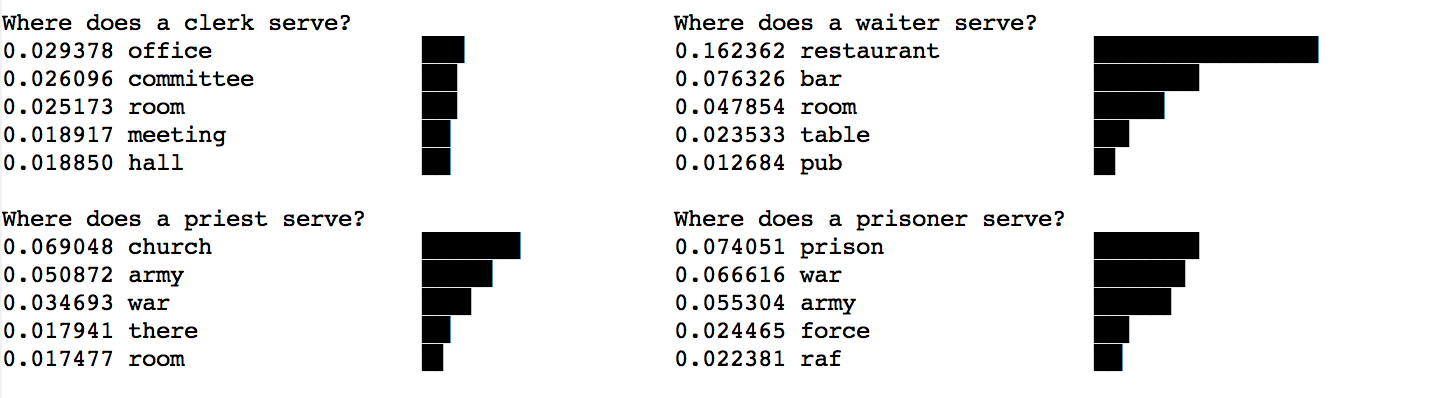 Where does a clerk serve?
0.029378 office
0.026096 committee
0.025173 room
0.018917 meeting
0.018850 hall
Where does a waiter serve?
0.162362 restaurant
0.076326 bar
0.047854 room
0.023533 table
0.012684 pub
Where does a priest serve?
0.069048 church
0.050872 army
0.034693 war
0.017941 there
0.017477 room
Where does a prisoner serve?
0.074051 prison
0.066616 war
0.055304 army
0.024465 force
0.022381 raf